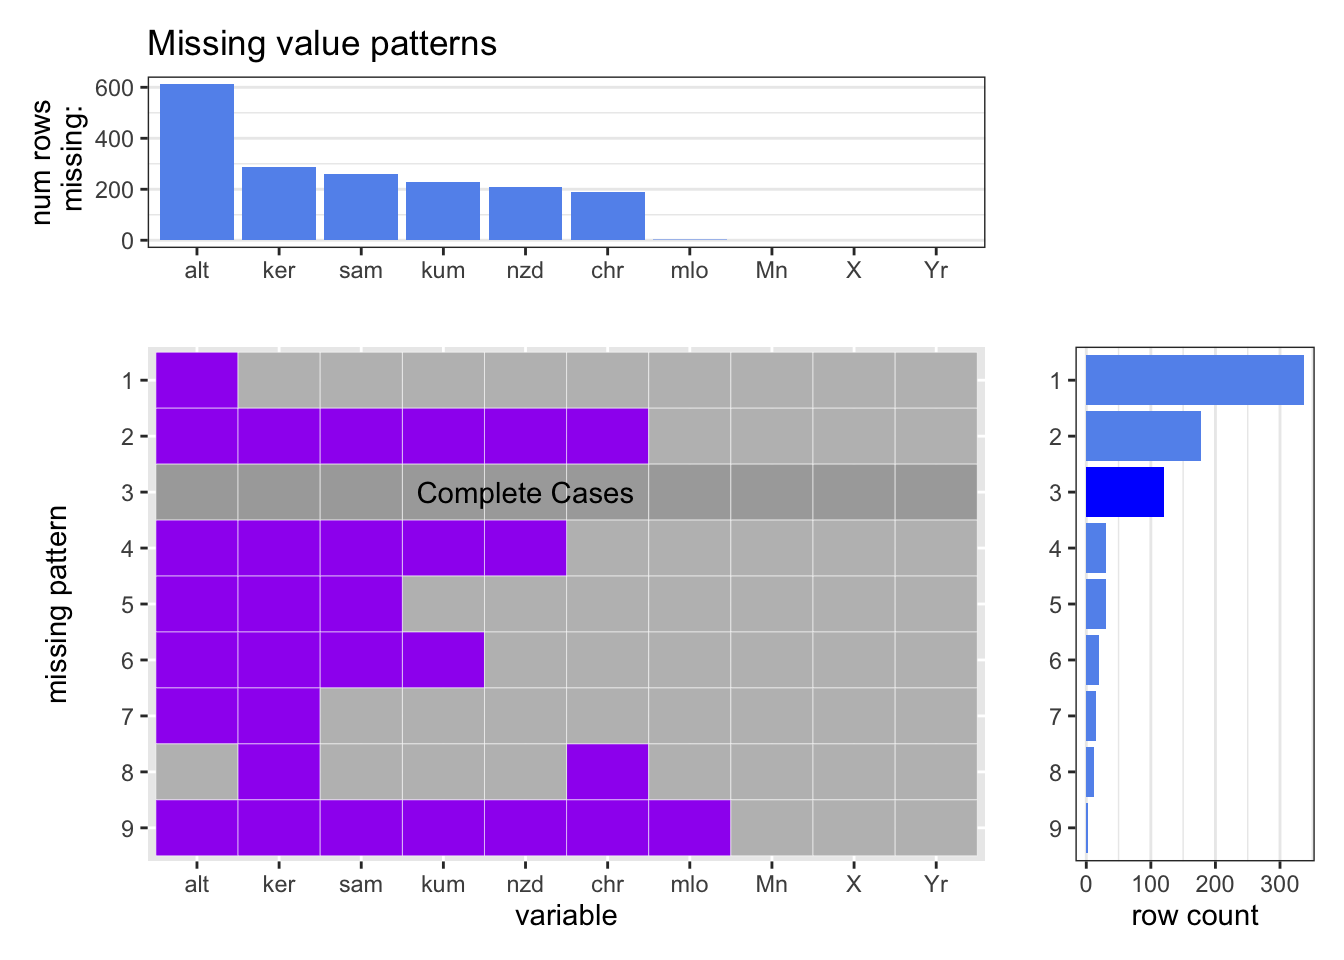 Missing value patterns
num rows
missing:
600
400
200
0
alt ker sam kum nzd chr mlo Mn X Yr
missing pattern
1
2
3
4
5
6
7
8
9
Complete Cases
alt ker sam kum nzd chr mlo Mn X Yr
variable
1
2
3
4
5
6
7
8
9
0 100 200 300
row count